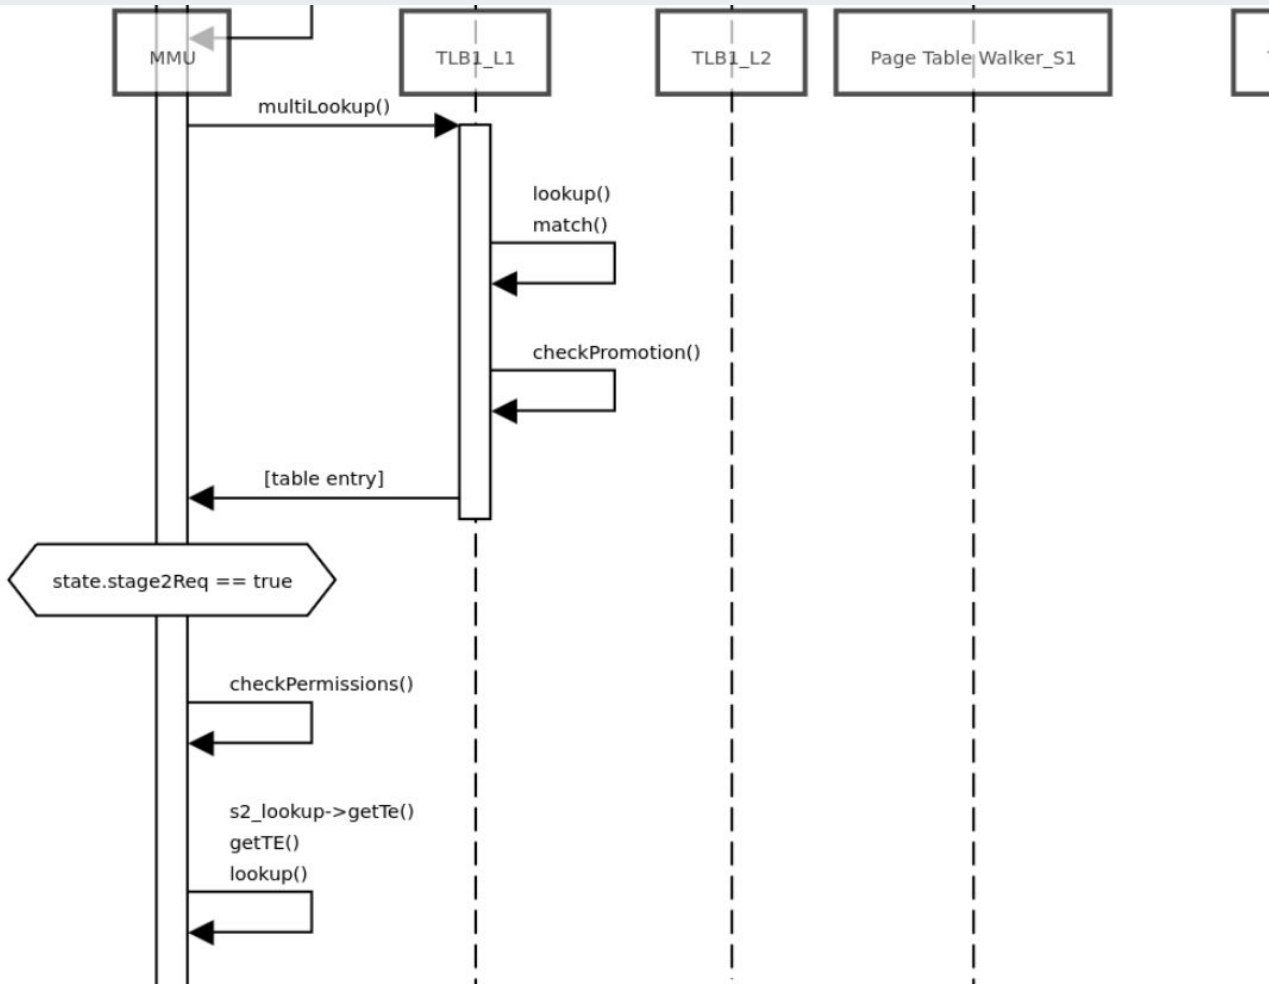 MMU
TLB1_L1
TLB1_L2
Page Table Walker_S1
multiLookup()
lookup()
match()
checkPromotion()
[table entry]
state.stage2Req == true
checkPermissions()
s2_lookup->getTe()
getTE()
lookup()